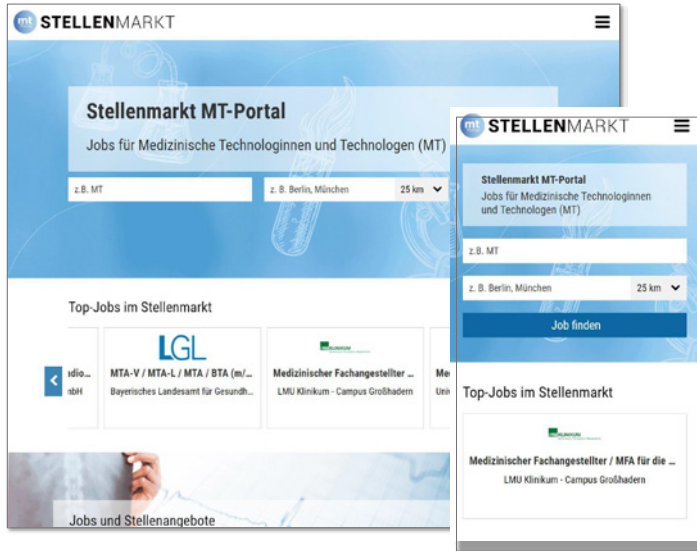 mt STELLENMARKT
Stellenmarkt MT-Portal
Jobs für Medizinische Technologinnen und Technologen (MT)
z.B. MT
z. B. Berlin, München 25 km
Top-Jobs im Stellenmarkt
LGL
MTA-V / MTA-L / MTA / BTA (m/...
Bayerisches Landesamt für Gesundh...
Medizinischer Fachangestellter ...
LMU Klinikum - Campus Großhadern
Jobs und Stellenangebote
mt STELLENMARKT
Stellenmarkt MT-Portal
Jobs für Medizinische Technologinnen
und Technologen (MT)
z.B. MT
z. B. Berlin, München 25 km
Job finden
Top-Jobs im Stellenmarkt
Medizinischer Fachangestellter / MFA für die ...
LMU Klinikum - Campus Großhadern